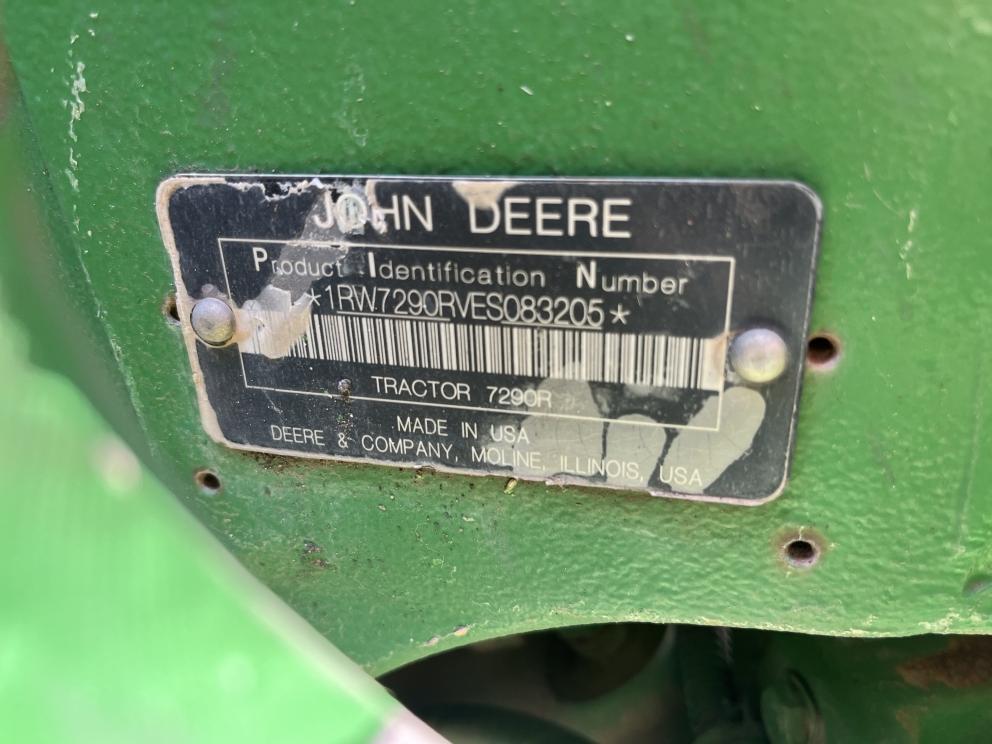 JOHN DEERE
Product Identification Number
*1RW7290RVES083205*
TRACTOR 7290R
MADE IN USA
DEERE & COMPANY, MOLINE, ILLINOIS, USA